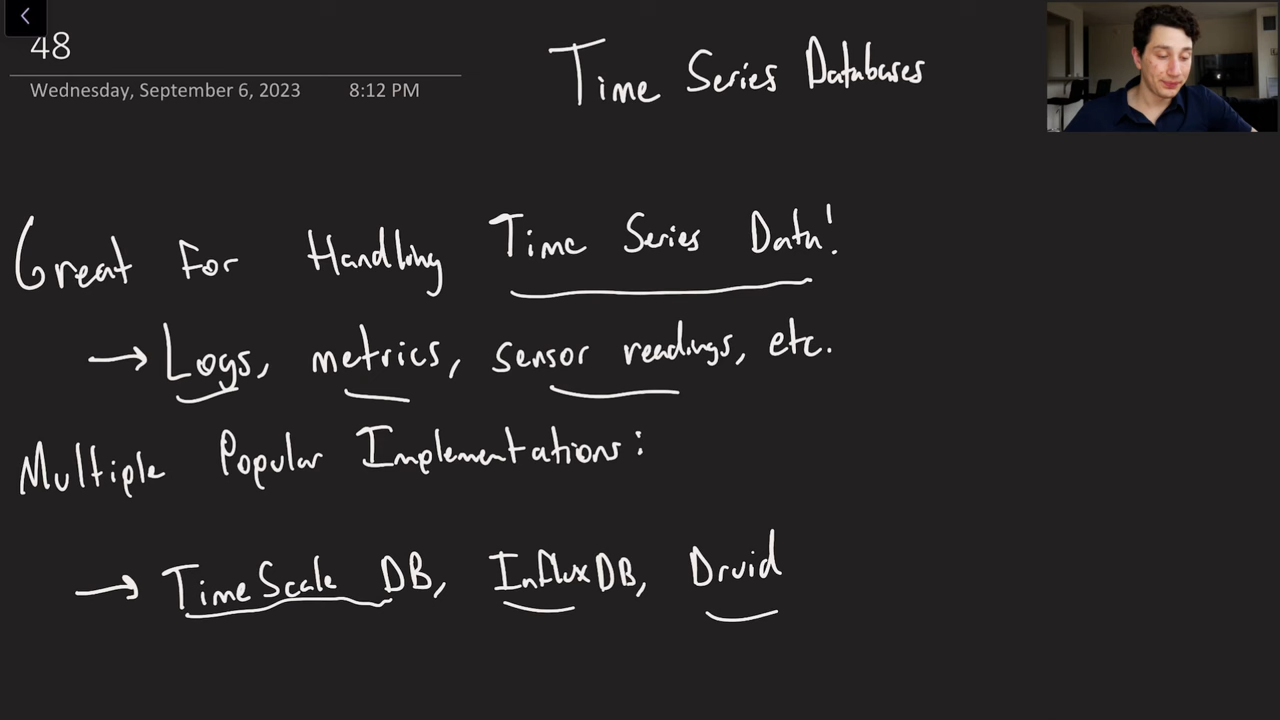 48
Wednesday, September 6, 2023 8:12 PM
Time Series Databases
Great For Handling Time Series Data!
→ Logs, metrics, sensor readings, etc.
Multiple Popular Implementations:
→ TimeScale DB, InfluxDB, Druid